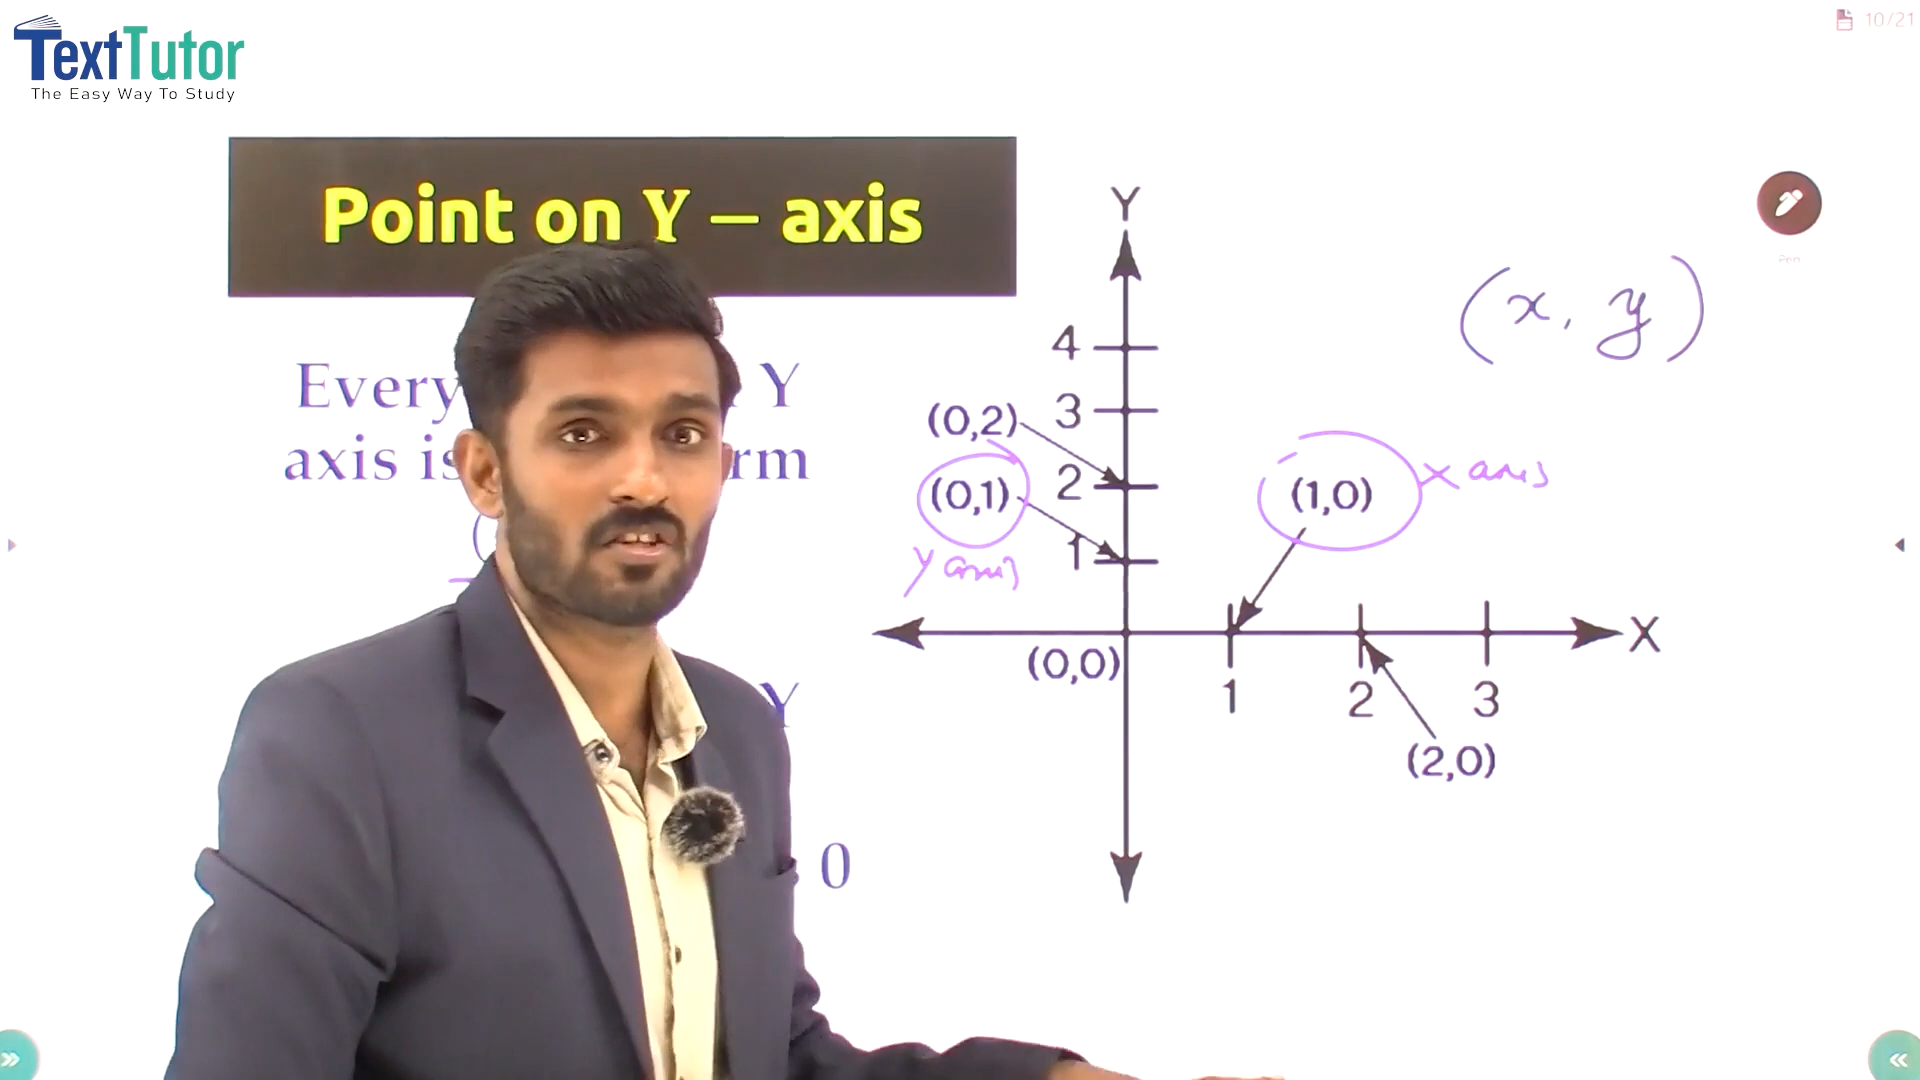 TextTutor
The Easy Way To Study
10/21
Point on Y – axis
Pen
(x, y)
Every Y
axis is rm
(
Y
0
Y
4
3
2
1
(0,2)
(0,1)
Y axis
(1,0)
X axis
(0,0)
X
1
2
3
(2,0)